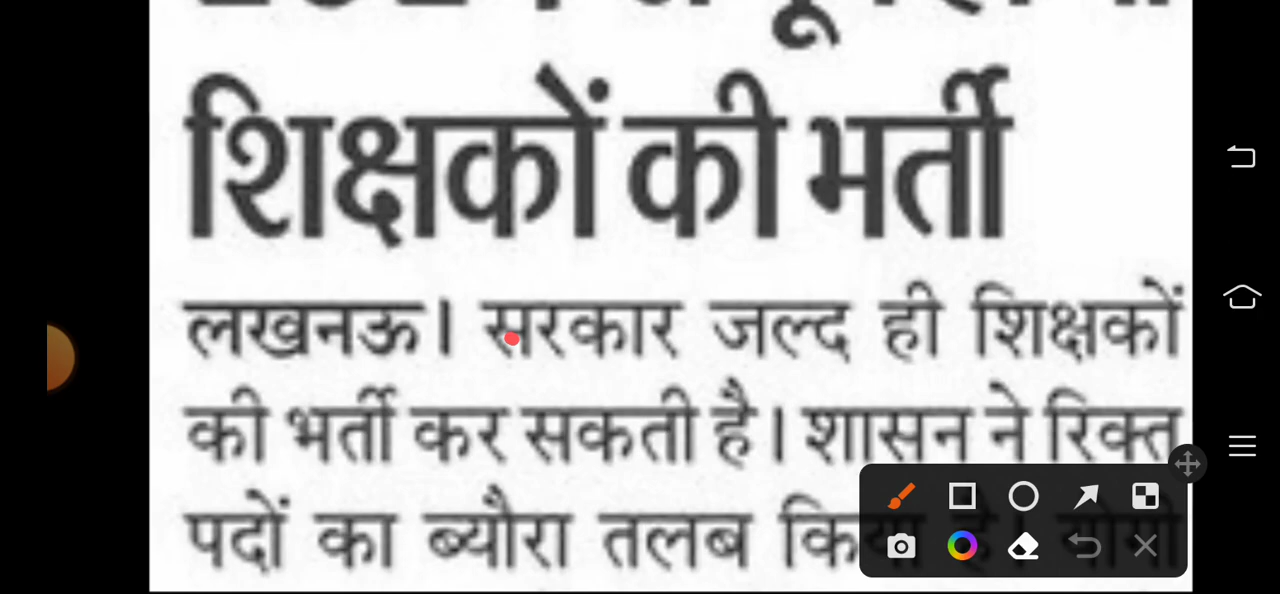 शिक्षकों की भर्ती
लखनऊ। सरकार जल्द ही शिक्षकों
की भर्ती कर सकती है। शासन ने रिक्त
पदों का ब्यौरा तलब किया है। योगी